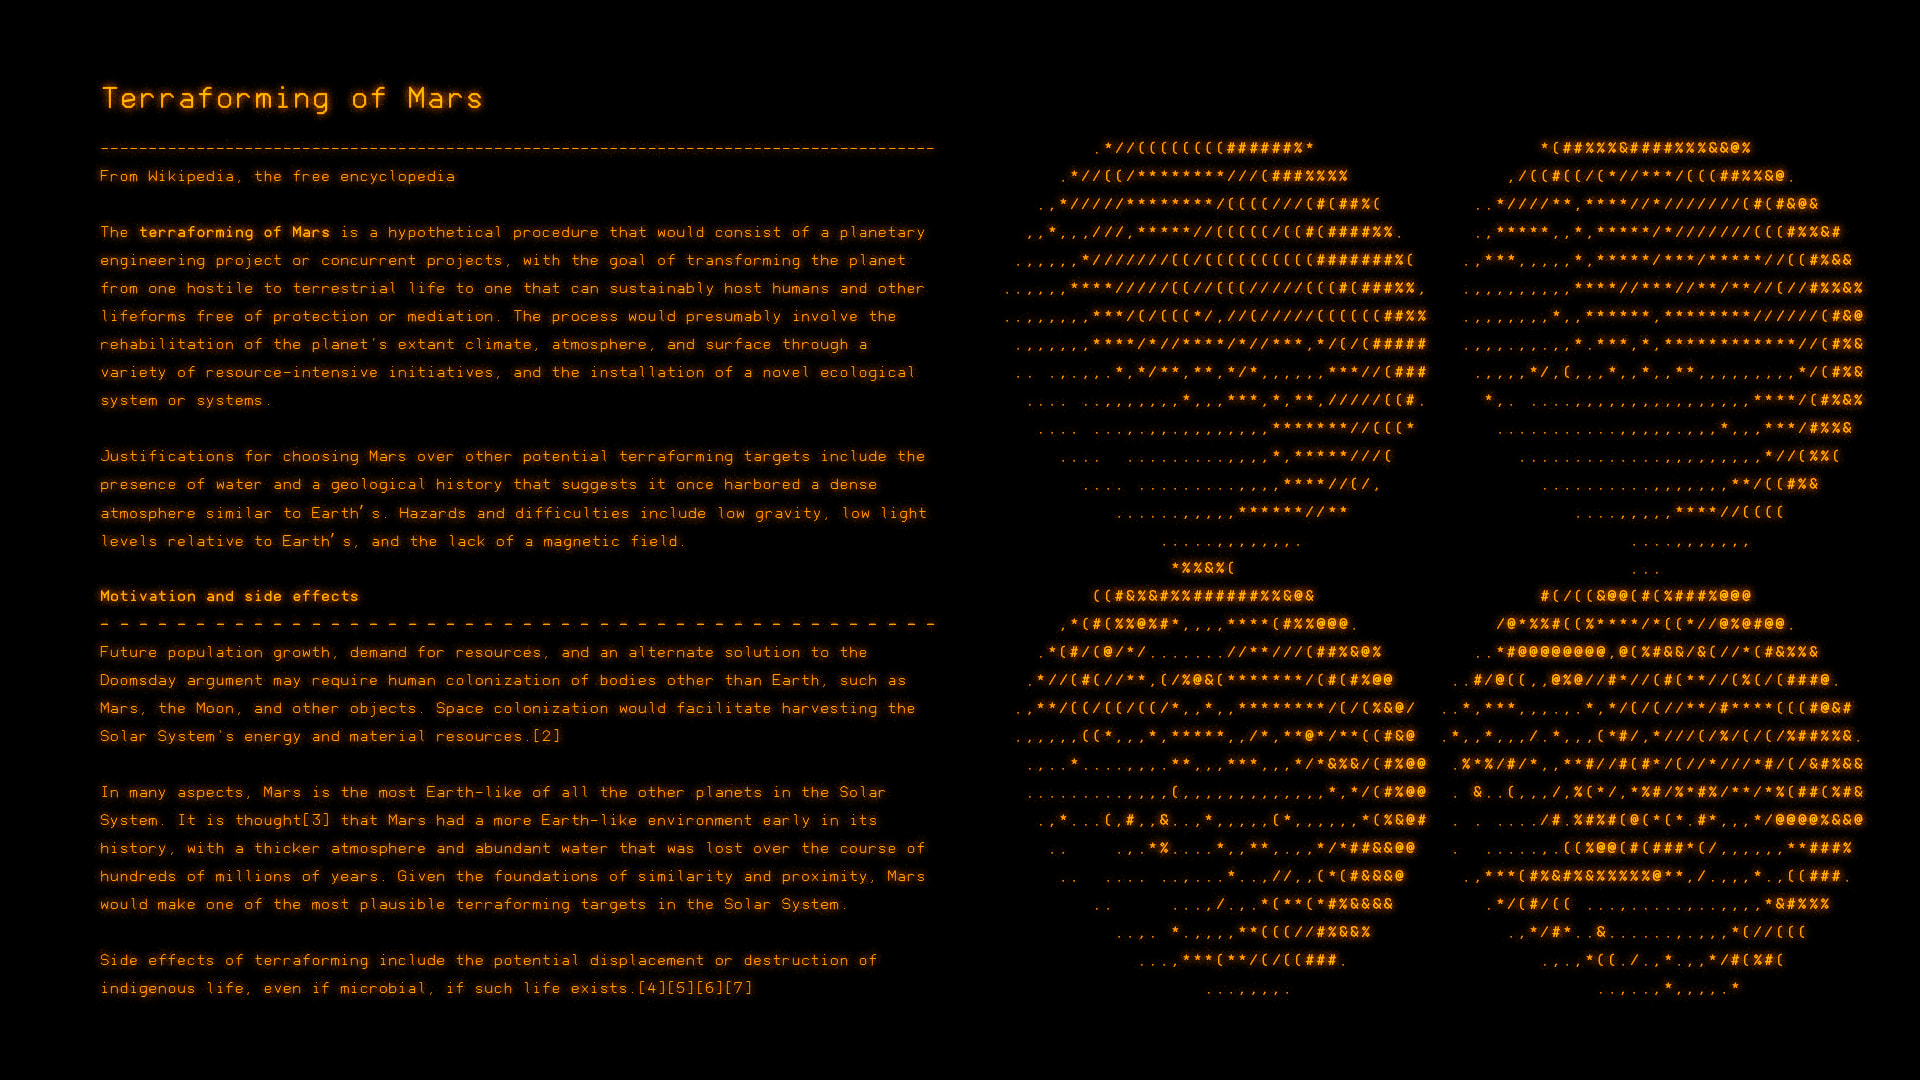 Terraforming of Mars
From Wikipedia, the free encyclopedia
The terraforming of Mars is a hypothetical procedure that would consist of a planetary
engineering project or concurrent projects, with the goal of transforming the planet
from one hostile to terrestrial life to one that can sustainably host humans and other
lifeforms free of protection or mediation. The process would presumably involve the
rehabilitation of the planet's extant climate, atmosphere, and surface through a
variety of resource-intensive initiatives, and the installation of a novel ecological
system or systems.
Justifications for choosing Mars over other potential terraforming targets include the
presence of water and a geological history that suggests it once harbored a dense
atmosphere similar to Earth’s. Hazards and difficulties include low gravity, low light
levels relative to Earth’s, and the lack of a magnetic field.
Motivation and side effects
Future population growth, demand for resources, and an alternate solution to the
Doomsday argument may require human colonization of bodies other than Earth, such as
Mars, the Moon, and other objects. Space colonization would facilitate harvesting the
Solar System's energy and material resources.[2]
In many aspects, Mars is the most Earth-like of all the other planets in the Solar
System. It is thought[3] that Mars had a more Earth-like environment early in its
history, with a thicker atmosphere and abundant water that was lost over the course of
hundreds of millions of years. Given the foundations of similarity and proximity, Mars
would make one of the most plausible terraforming targets in the Solar System.
Side effects of terraforming include the potential displacement or destruction of
indigenous life, even if microbial, if such life exists.[4][5][6][7]